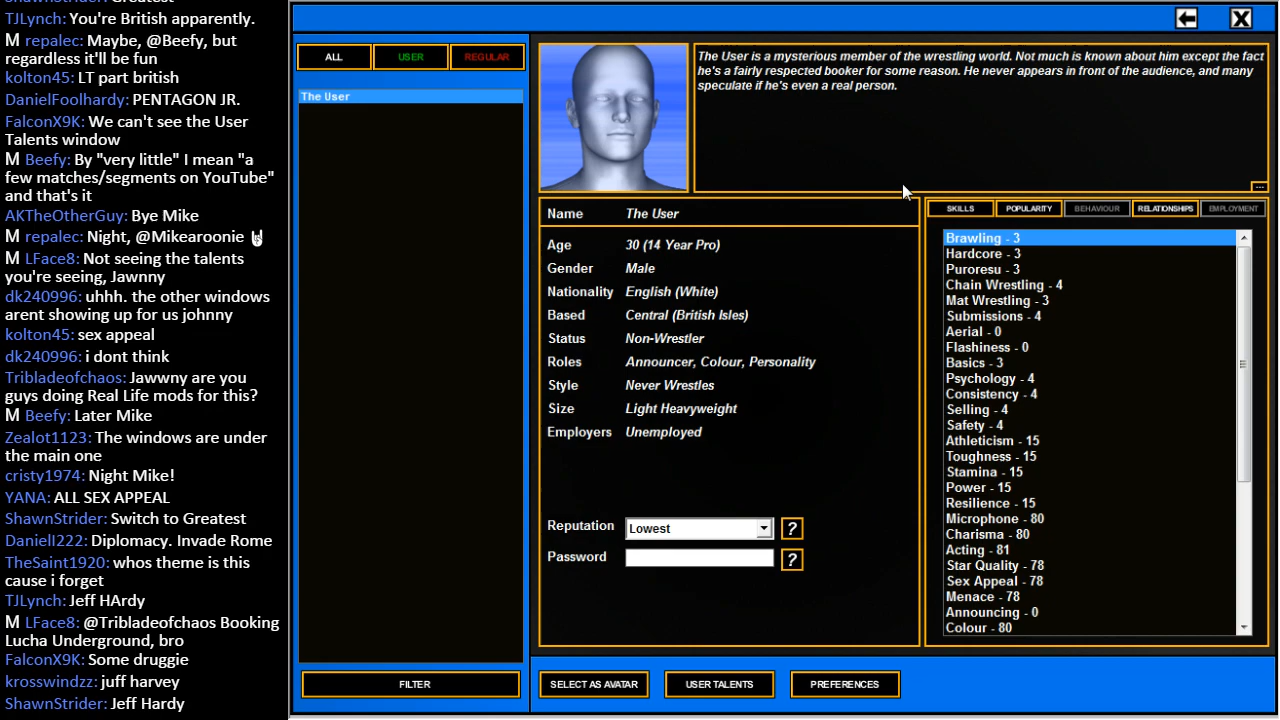 ShawnStrider: Greatest
TJLynch: You're British apparently.
M repalec: Maybe, @Beefy, but
regardless it'll be fun
kolton45: LT part british
DanielFoolhardy: PENTAGON JR.
FalconX9K: We can't see the User
Talents window
M Beefy: By "very little" I mean "a
few matches/segments on YouTube"
and that's it
AKTheOtherGuy: Bye Mike
M repalec: Night, @Mikearoonie 🤘
M LFace8: Not seeing the talents
you're seeing, Jawnny
dk240996: uhhh. the other windows
arent showing up for us johnny
kolton45: sex appeal
dk240996: i dont think
Tribladeofchaos: Jawwny are you
guys doing Real Life mods for this?
M Beefy: Later Mike
Zealot1123: The windows are under
the main one
cristy1974: Night Mike!
YANA: ALL SEX APPEAL
ShawnStrider: Switch to Greatest
DanielI222: Diplomacy. Invade Rome
TheSaint1920: whos theme is this
cause i forget
TJLynch: Jeff HArdy
M LFace8: @Tribladeofchaos Booking
Lucha Underground, bro
FalconX9K: Some druggie
krosswindzz: juff harvey
ShawnStrider: Jeff Hardy
ALL USER REGULAR
The User
FILTER
The User is a mysterious member of the wrestling world. Not much is known about him except the fact
he's a fairly respected booker for some reason. He never appears in front of the audience, and many
speculate if he's even a real person.
...
Name The User
Age 30 (14 Year Pro)
Gender Male
Nationality English (White)
Based Central (British Isles)
Status Non-Wrestler
Roles Announcer, Colour, Personality
Style Never Wrestles
Size Light Heavyweight
Employers Unemployed
Reputation Lowest ?
Password ?
SKILLS POPULARITY BEHAVIOUR RELATIONSHIPS EMPLOYMENT
Brawling - 3
Hardcore - 3
Puroresu - 3
Chain Wrestling - 4
Mat Wrestling - 3
Submissions - 4
Aerial - 0
Flashiness - 0
Basics - 3
Psychology - 4
Consistency - 4
Selling - 4
Safety - 4
Athleticism - 15
Toughness - 15
Stamina - 15
Power - 15
Resilience - 15
Microphone - 80
Charisma - 80
Acting - 81
Star Quality - 78
Sex Appeal - 78
Menace - 78
Announcing - 0
Colour - 80
SELECT AS AVATAR USER TALENTS PREFERENCES